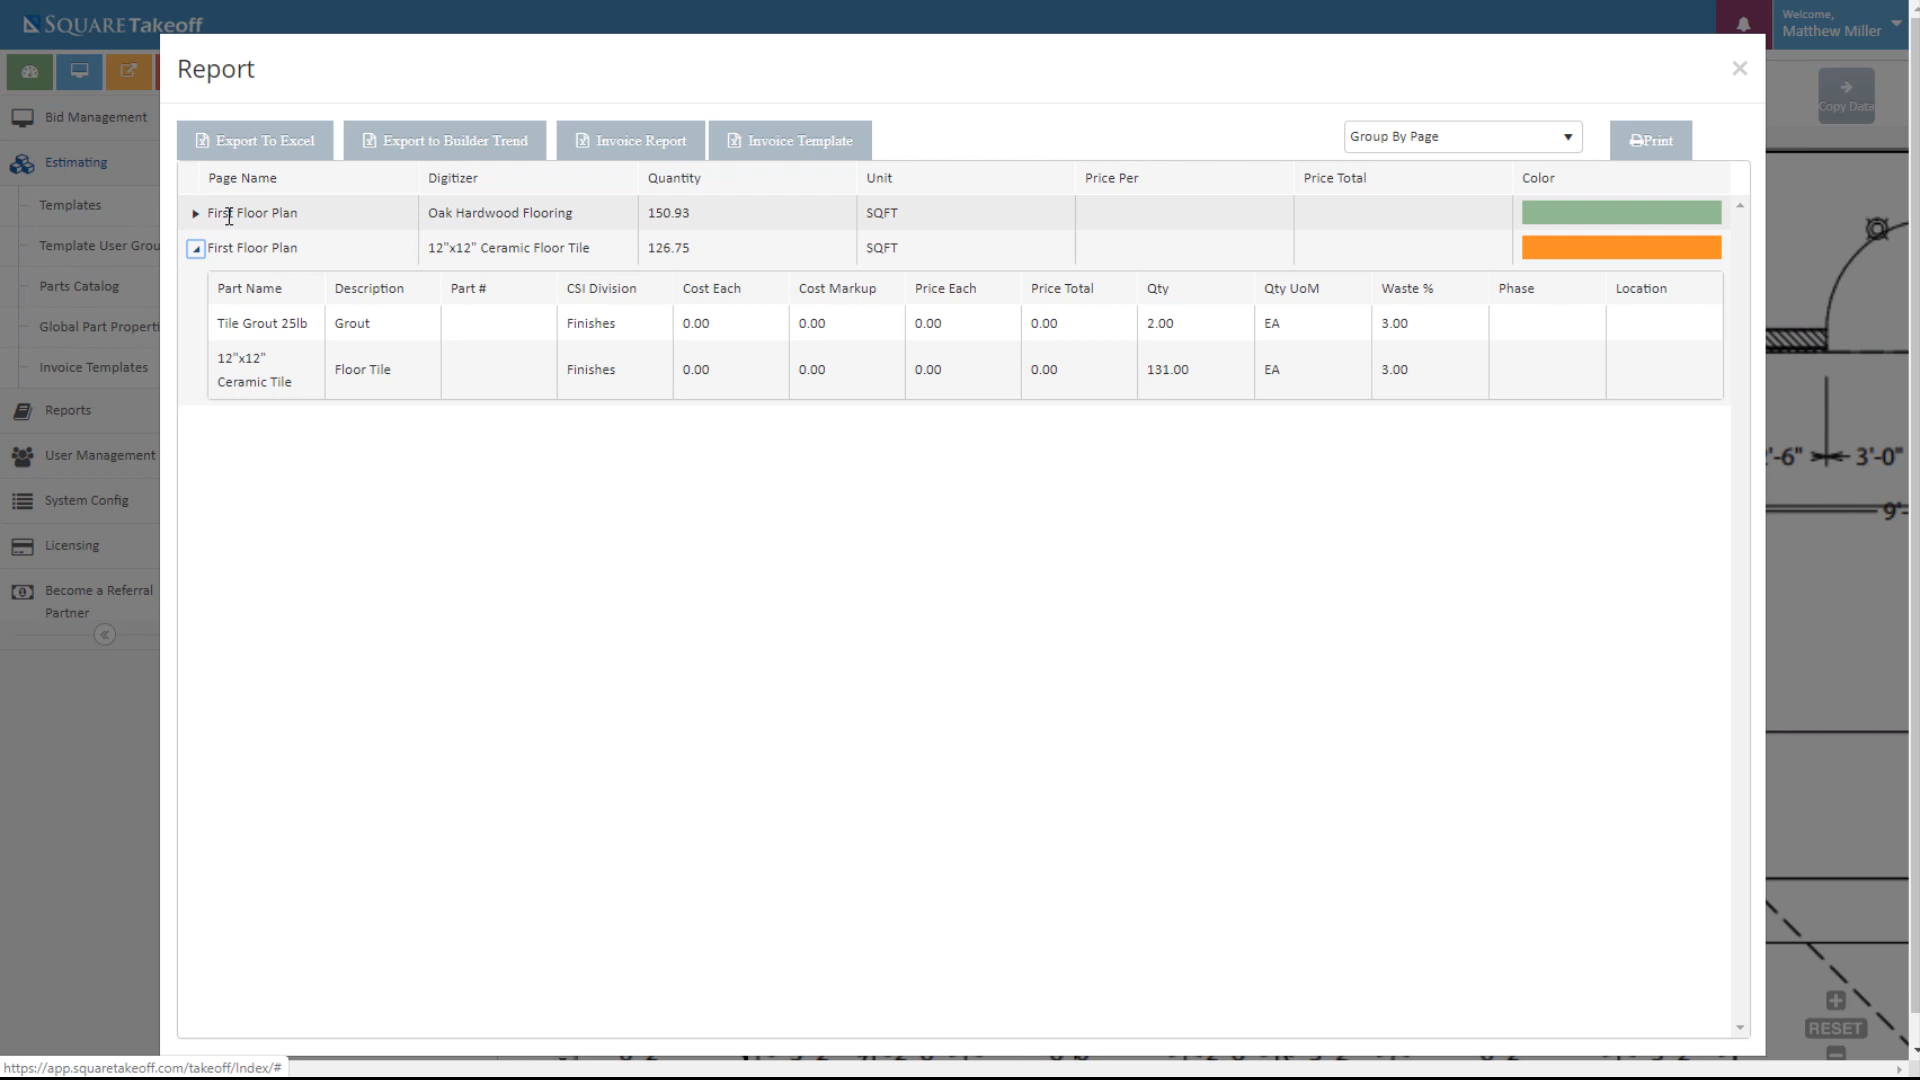 SQUARETakeoff
Welcome,
Matthew Miller
Report
Copy Data
Bid Management
Export To Excel
Export to Builder Trend
Invoice Report
Invoice Template
Group By Page
Print
Estimating
Page Name Digitizer Quantity Unit Price Per Price Total Color
Templates
First Floor Plan Oak Hardwood Flooring 150.93 SQFT
Template User Grou
First Floor Plan 12"x12" Ceramic Floor Tile 126.75 SQFT
Parts Catalog
Part Name Description Part # CSI Division Cost Each Cost Markup Price Each Price Total Qty Qty UoM Waste % Phase Location
Global Part Properti
Tile Grout 25lb Grout Finishes 0.00 0.00 0.00 0.00 2.00 EA 3.00
Invoice Templates
12"x12"
Ceramic Tile Floor Tile Finishes 0.00 0.00 0.00 0.00 131.00 EA 3.00
Reports
User Management
System Config
Licensing
Become a Referral
Partner
'-6" 3'-0"
9'-
RESET
https://app.squaretakeoff.com/takeoff/Index/#